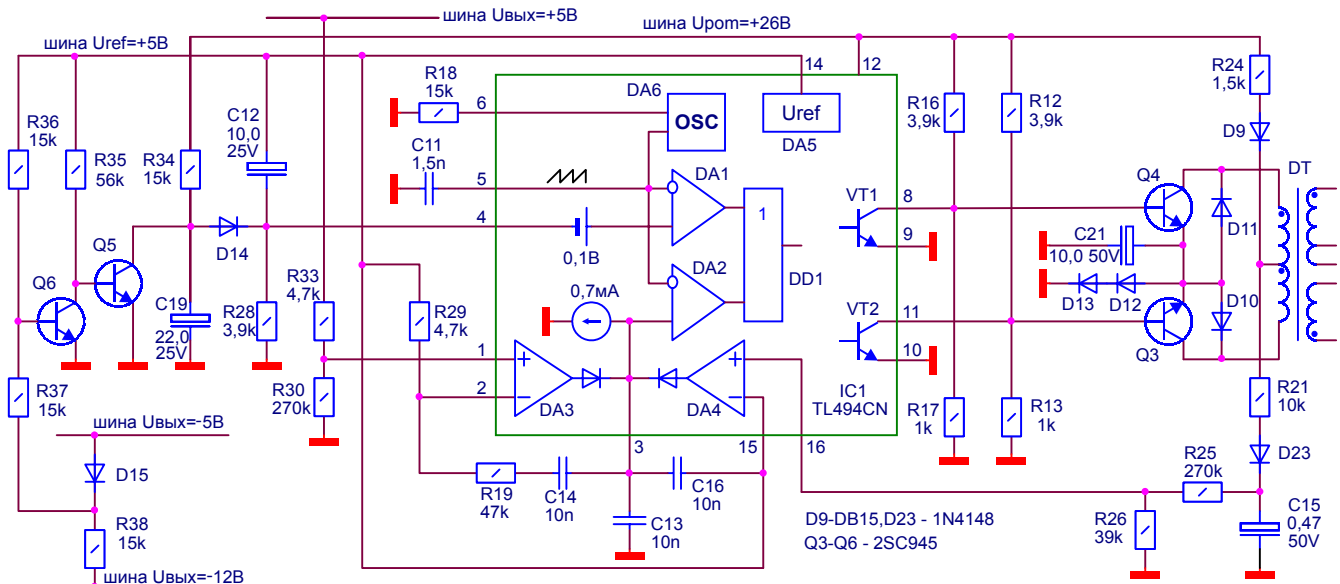 шина Uвых=+5В
шина Uрom=+26В
шина Uref=+5В
14
12
R24
1,5k
R18
15k
6
DA6
OSC
Uref
DA5
R16
3,9k
R12
3,9k
R36
15k
C12
10,0
25V
D9
R35
56k
R34
15k
C11
1,5n
5
DA1
1
Q4
DT
VT1
8
4
D14
0,1В
9
C21
10,0 50V
D11
Q5
DA2
DD1
Q6
R33
4,7k
0,7мА
C19
22,0
25V
R28
3,9k
R29
4,7k
D13
D12
D10
VT2
11
Q3
10
1
+
+
R37
15k
R30
270k
2
−
DA3
DA4
−
IC1
TL494CN
R21
10k
R17
1k
R13
1k
шина Uвых=-5В
3
15
16
D15
R25
270k
D23
R19
47k
C14
10n
C16
10n
R38
15k
C13
10n
D9-DB15,D23 - 1N4148
Q3-Q6 - 2SC945
R26
39k
C15
0,47
50V
шина Uвых=-12В